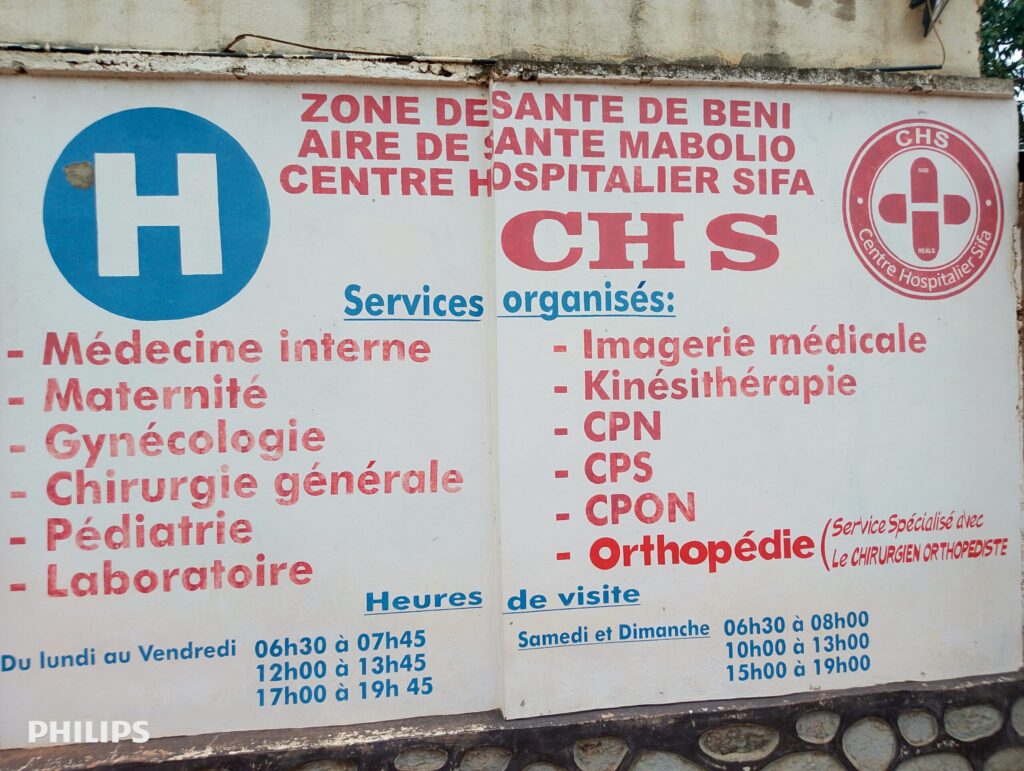 H
ZONE DE SANTE DE BENI
AIRE DE SANTE MABOLIO
CENTRE HOSPITALIER SIFA
CHS
CHS
GOD
H
HEALS
Centre Hospitalier Sifa
Services organisés:
- Médecine interne
- Maternité
- Gynécologie
- Chirurgie générale
- Pédiatrie
- Laboratoire
- Imagerie médicale
- Kinésithérapie
- CPN
- CPS
- CPON
- Orthopédie (Service Spécialisé avec
Le CHIRURGIEN ORTHOPEDISTE
Heures de visite
Du lundi au Vendredi 06h30 à 07h45
12h00 à 13h45
17h00 à 19h 45
Samedi et Dimanche 06h30 à 08h00
10h00 à 13h00
15h00 à 19h00
PHILIPS